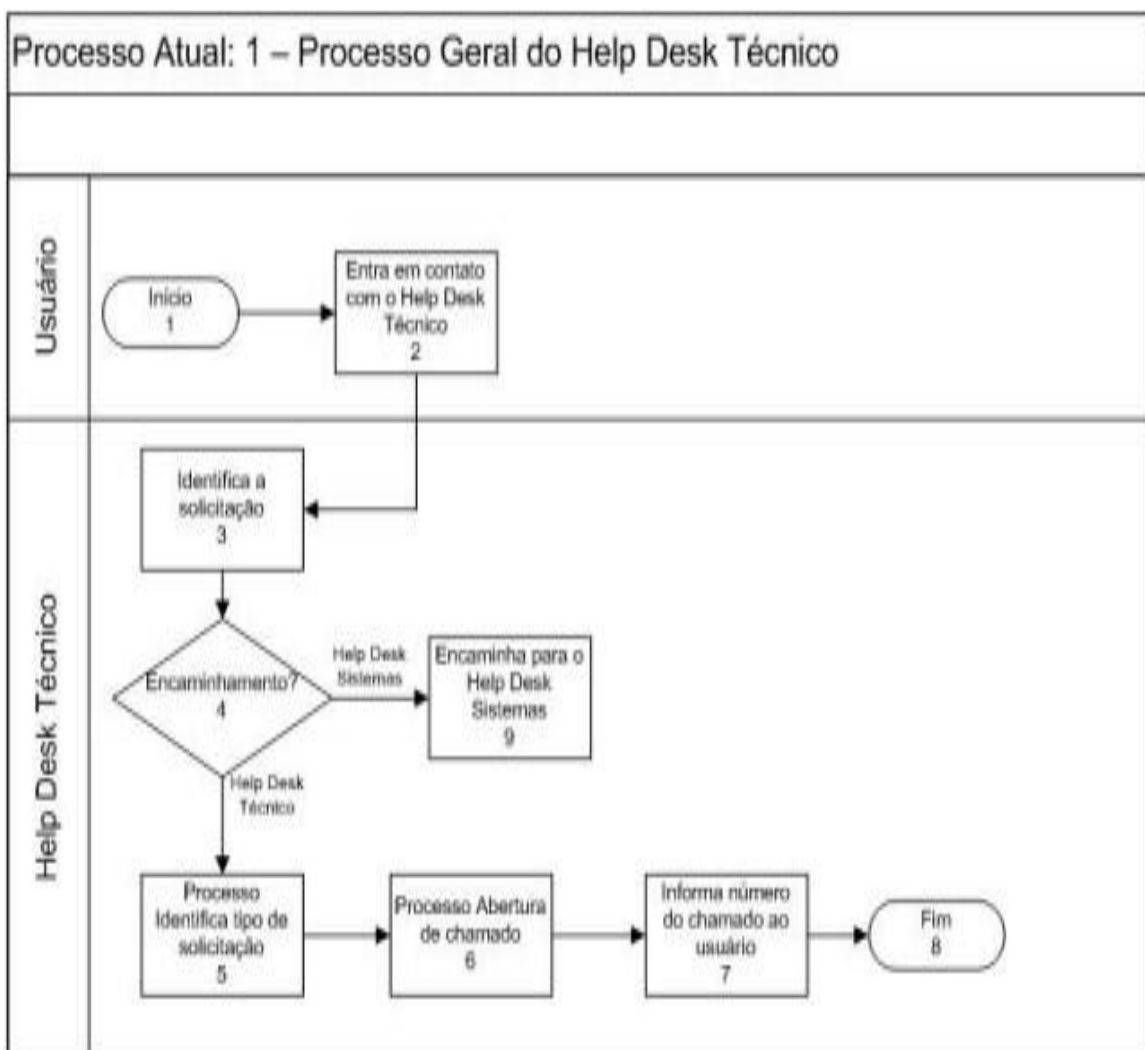 Processo Atual: 1 – Processo Geral do Help Desk Técnico
Usuário
Início
1
Entra em contato
com o Help Desk
Técnico
2
Help Desk Técnico
Identifica a
solicitação
3
Encaminhamento?
4
Help Desk
Sistemas
Encaminha para o
Help Desk
Sistemas
9
Help Desk
Técnico
Processo
Identifica tipo de
solicitação
5
Processo Abertura
de chamado
6
Informa número
do chamado ao
usuário
7
Fim
8